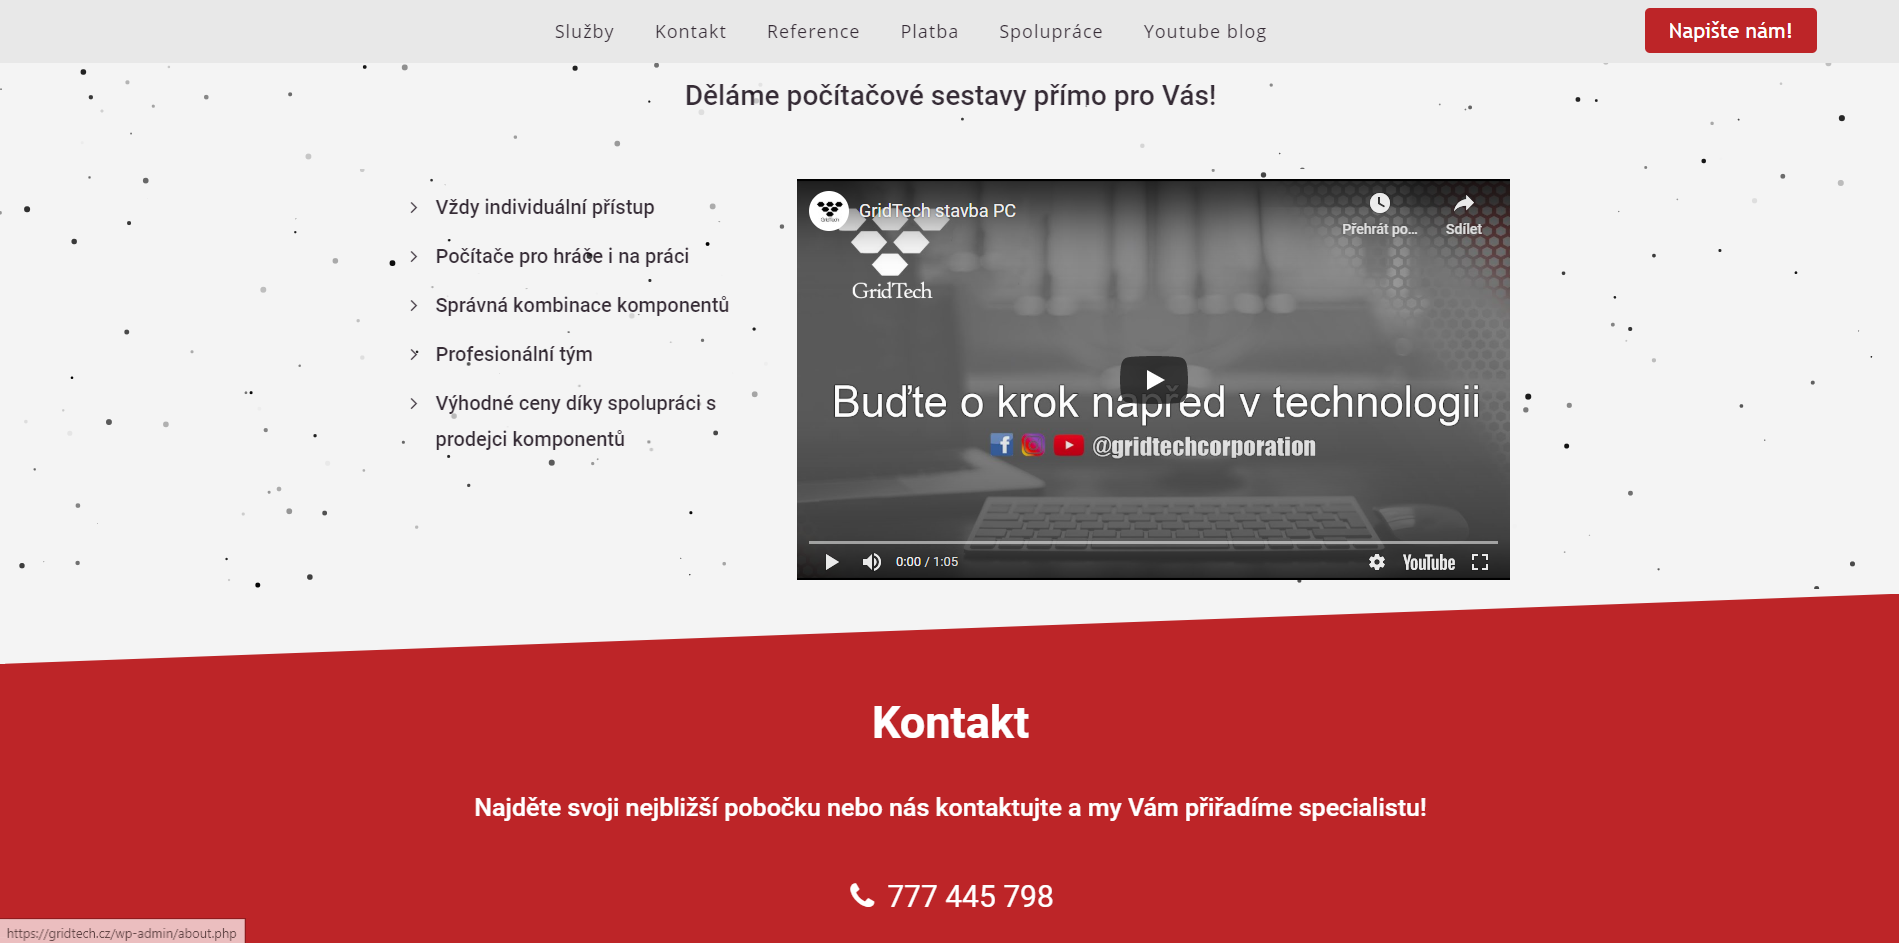 Služby Kontakt Reference Platba Spolupráce Youtube blog Napište nám!
Děláme počítačové sestavy přímo pro Vás!
Vždy individuální přístup
Počítače pro hráče i na práci
Správná kombinace komponentů
Profesionální tým
Výhodné ceny díky spolupráci s
prodejci komponentů
GridTech stavba PC
Přehrát po... Sdílet
GridTech
Buďte o krok napřed v technologii
@gridtechcorporation
0:00 / 1:05 YouTube
Kontakt
Najděte svoji nejbližší pobočku nebo nás kontaktujte a my Vám přiřadíme specialistu!
777 445 798
https://gridtech.cz/wp-admin/about.php